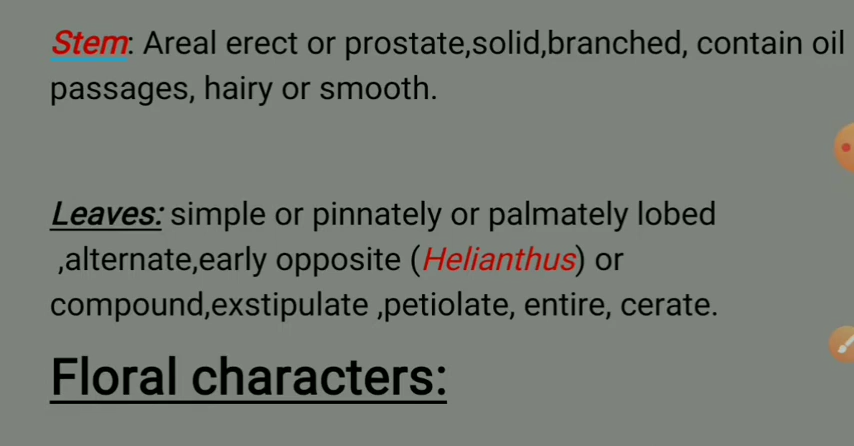 Stem: Areal erect or prostate,solid,branched, contain oil
passages, hairy or smooth.
Leaves: simple or pinnately or palmately lobed
,alternate,early opposite (Helianthus) or
compound,exstipulate ,petiolate, entire, cerate.
Floral characters: